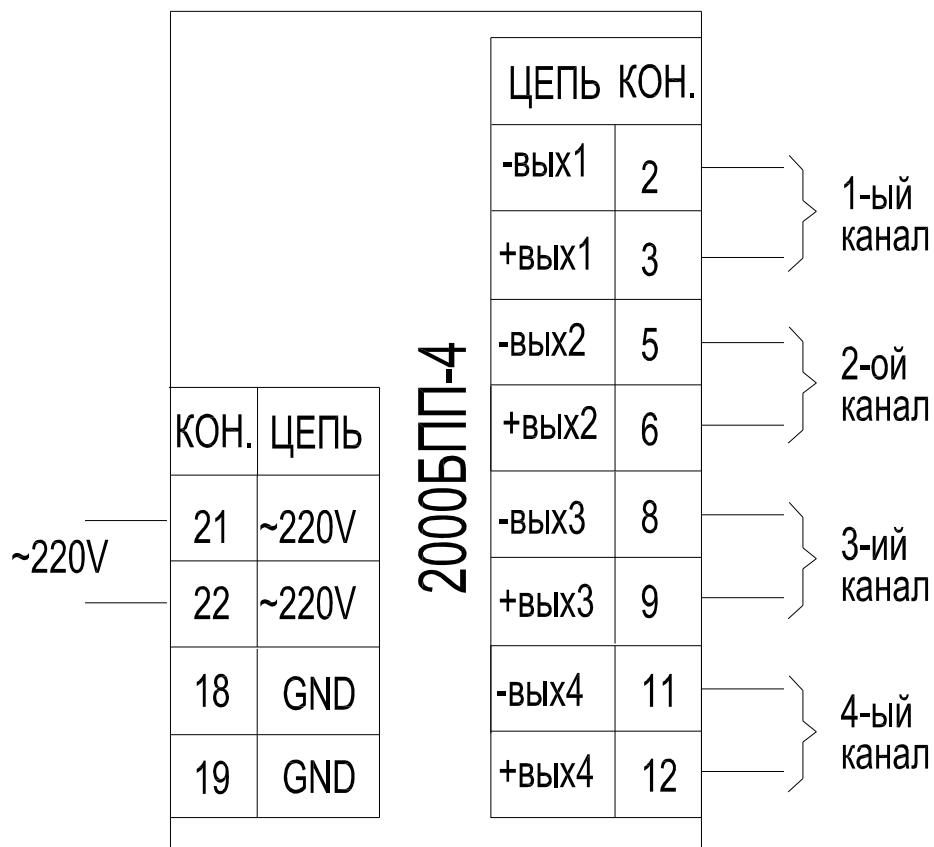 ЦЕПЬ КОН.
-вых1 2
+вых1 3
1-ый
канал
-вых2 5
+вых2 6
2-ой
канал
-вых3 8
+вых3 9
3-ий
канал
-вых4 11
+вых4 12
4-ый
канал
2000БПП-4
КОН. ЦЕПЬ
~220V
21 ~220V
22 ~220V
18 GND
19 GND